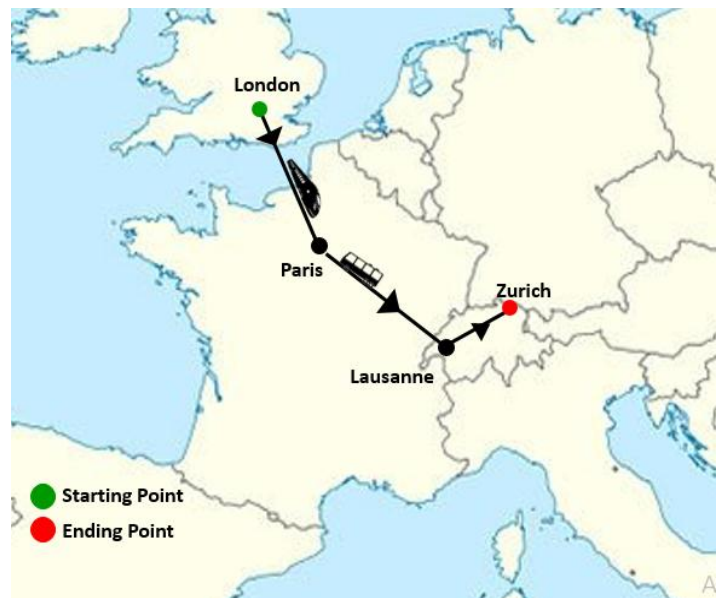 London
Paris
Zurich
Lausanne
Starting Point
Ending Point
A